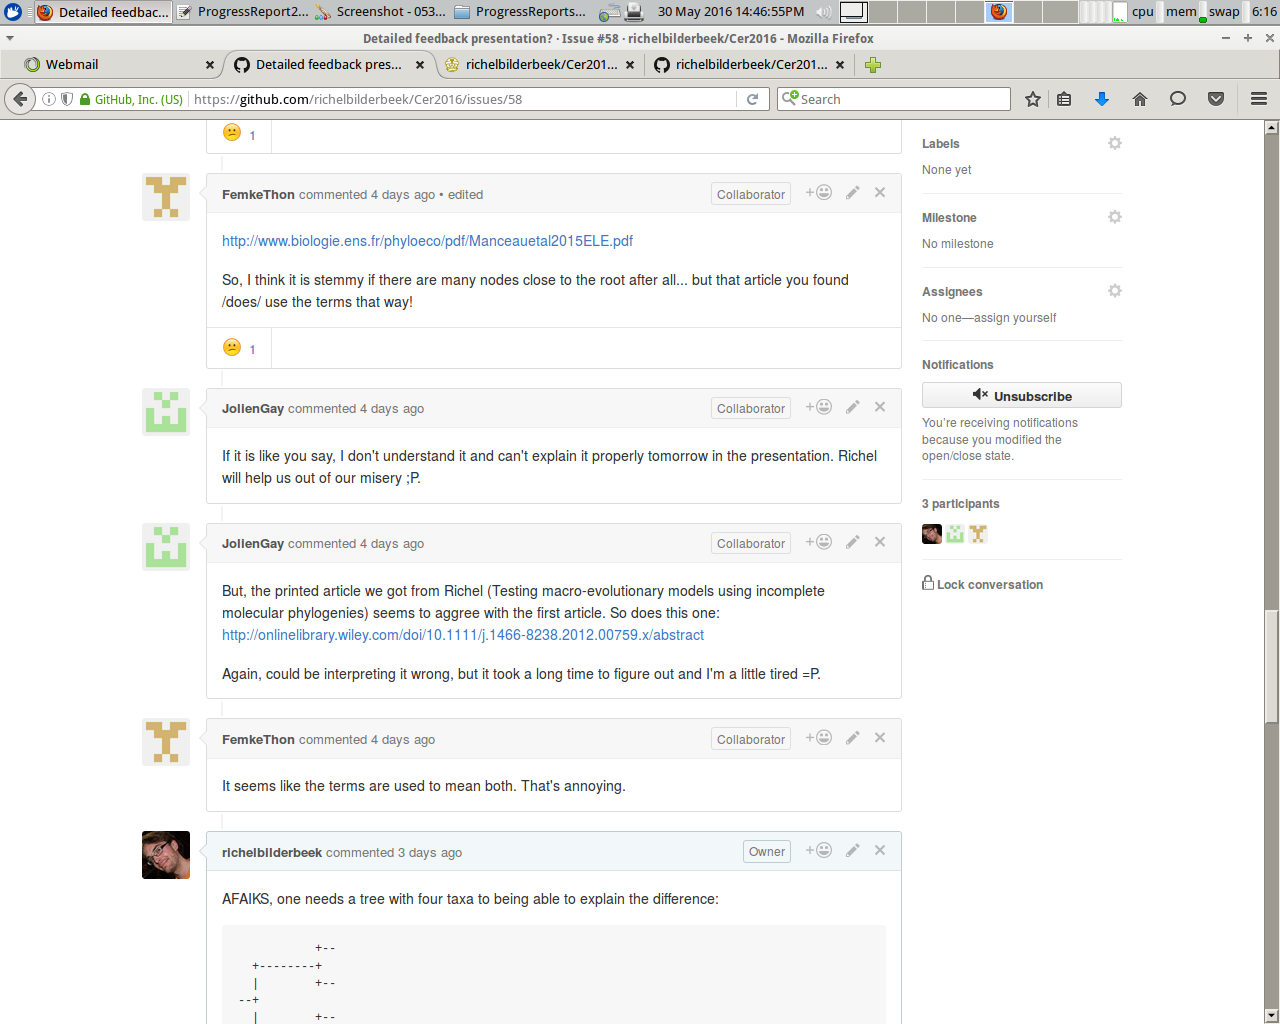 Detailed feedbac...
ProgressReport2...
Screenshot - 053...
ProgressReports...
30 May 2016 14:46:55PM
cpu
mem
swap
6:16
Detailed feedback presentation? · Issue #58 · richelbilderbeek/Cer2016 - Mozilla Firefox
Webmail
Detailed feedback pres...
richelbilderbeek/Cer201...
richelbilderbeek/Cer201...
GitHub, Inc. (US)
https://github.com/richelbilderbeek/Cer2016/issues/58
Search
1
FemkeThon commented 4 days ago • edited
Collaborator
http://www.biologie.ens.fr/phyloeco/pdf/Manceauetal2015ELE.pdf
So, I think it is stemmy if there are many nodes close to the root after all... but that article you found
/does/ use the terms that way!
1
JolienGay commented 4 days ago
Collaborator
If it is like you say, I don't understand it and can't explain it properly tomorrow in the presentation. Richel
will help us out of our misery ;P.
JolienGay commented 4 days ago
Collaborator
But, the printed article we got from Richel (Testing macro-evolutionary models using incomplete
molecular phylogenies) seems to aggree with the first article. So does this one:
http://onlinelibrary.wiley.com/doi/10.1111/j.1466-8238.2012.00759.x/abstract
Again, could be interpreting it wrong, but it took a long time to figure out and I'm a little tired =P.
FemkeThon commented 4 days ago
Collaborator
It seems like the terms are used to mean both. That's annoying.
richelbilderbeek commented 3 days ago
Owner
AFAIKS, one needs a tree with four taxa to being able to explain the difference:
           +--
  +--------+
  |        +--
--+
  |        +--
Labels
None yet
Milestone
No milestone
Assignees
No one—assign yourself
Notifications
Unsubscribe
You're receiving notifications
because you modified the
open/close state.
3 participants
Lock conversation